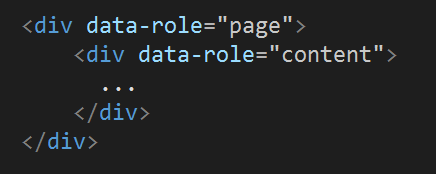 <div data-role="page">
    <div data-role="content">
      ...
    </div>
</div>